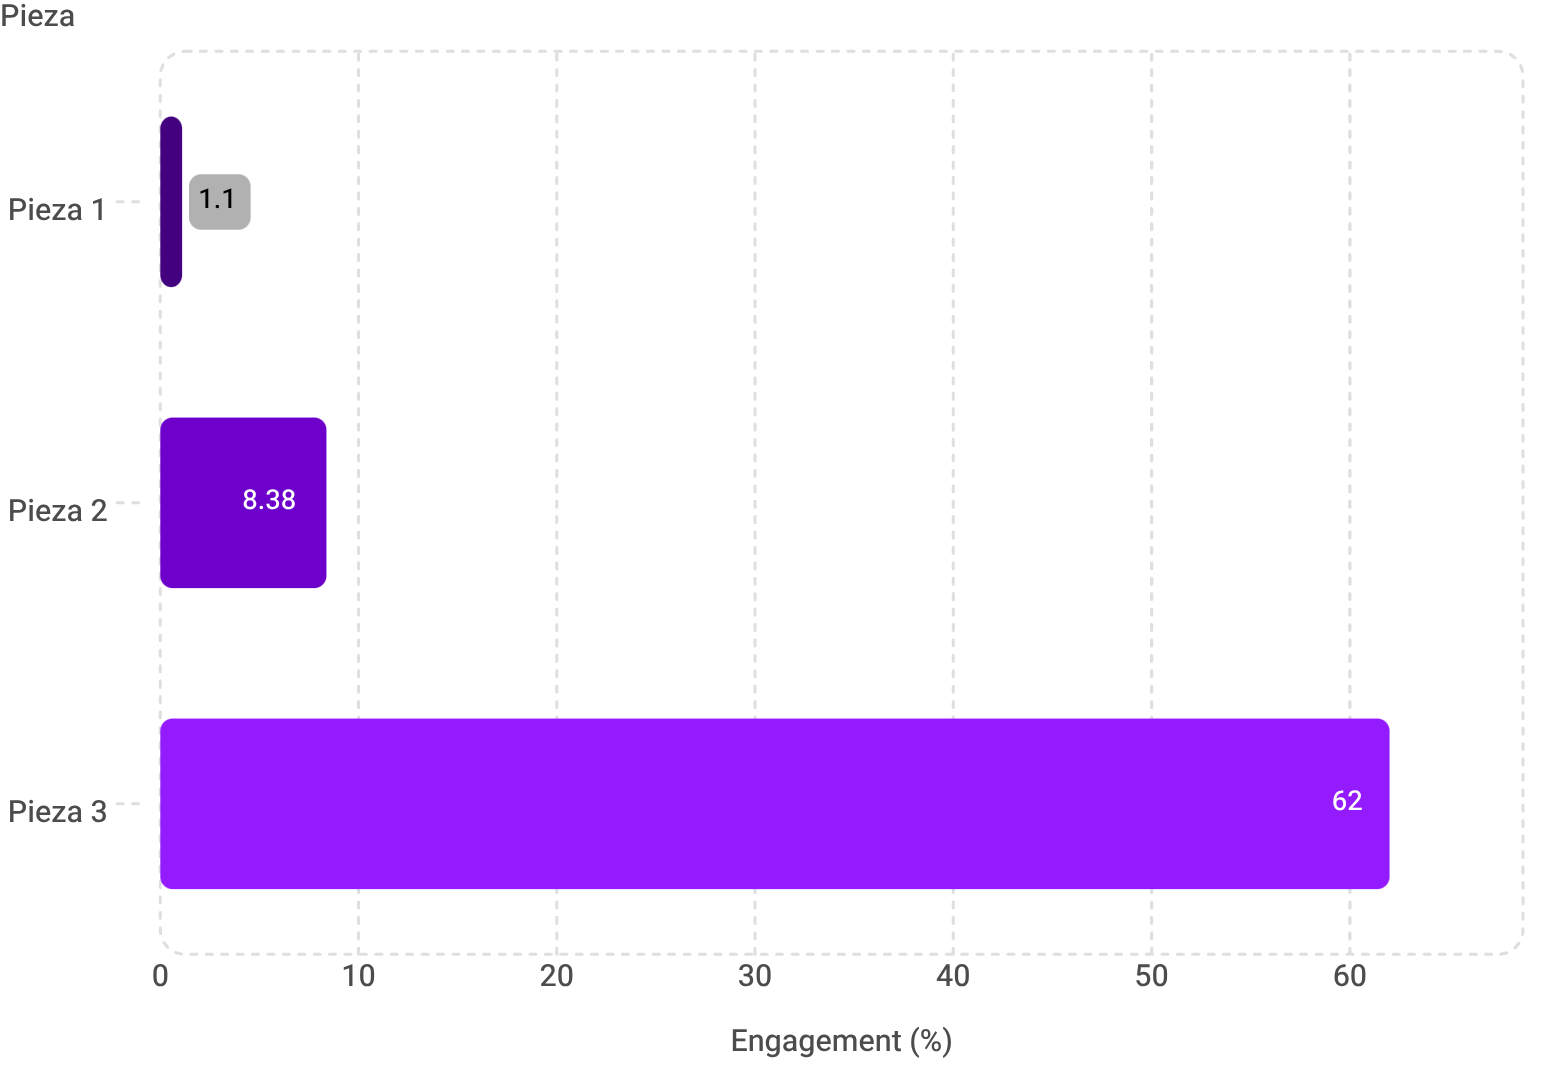 Pieza
Pieza 1
1.1
Pieza 2
8.38
Pieza 3
62
0 10 20 30 40 50 60
Engagement (%)